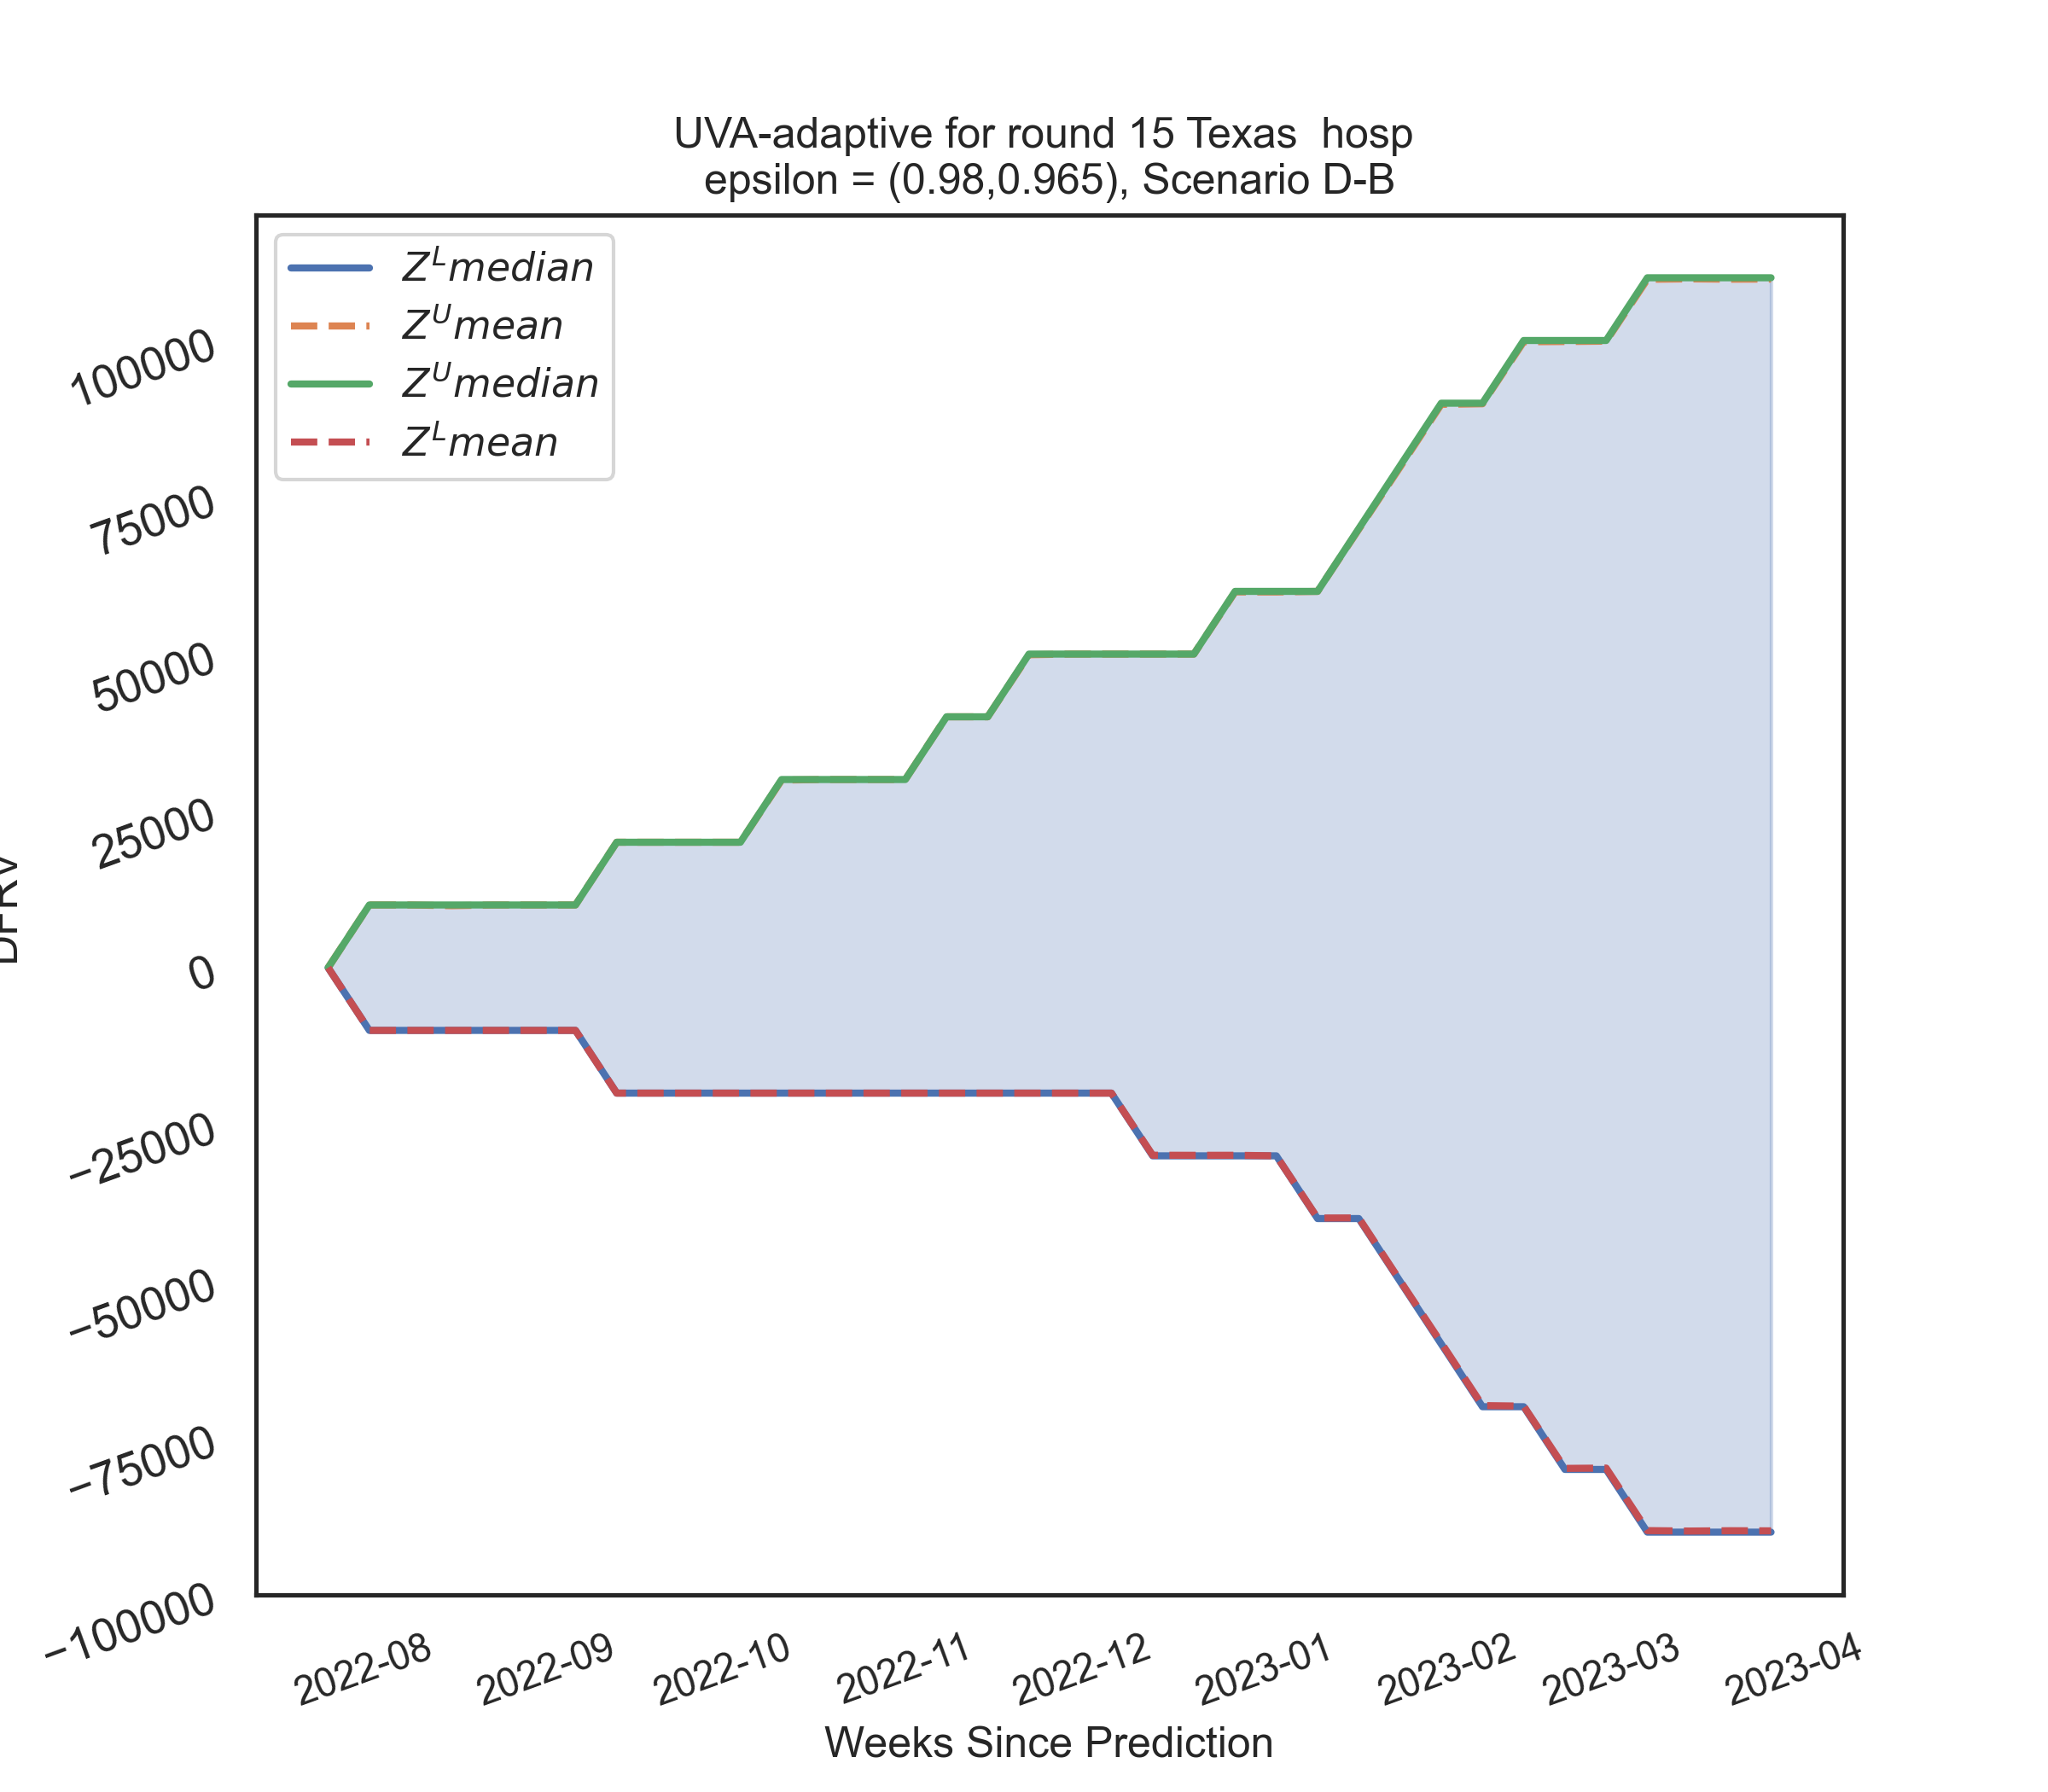 UVA-adaptive for round 15 Texas  hosp
epsilon = (0.98,0.965), Scenario D-B
Z^L median
Z^U mean
Z^U median
Z^L mean
100000
75000
50000
25000
0
−25000
−50000
−75000
−100000
2022-08
2022-09
2022-10
2022-11
2022-12
2023-01
2023-02
2023-03
2023-04
Weeks Since Prediction